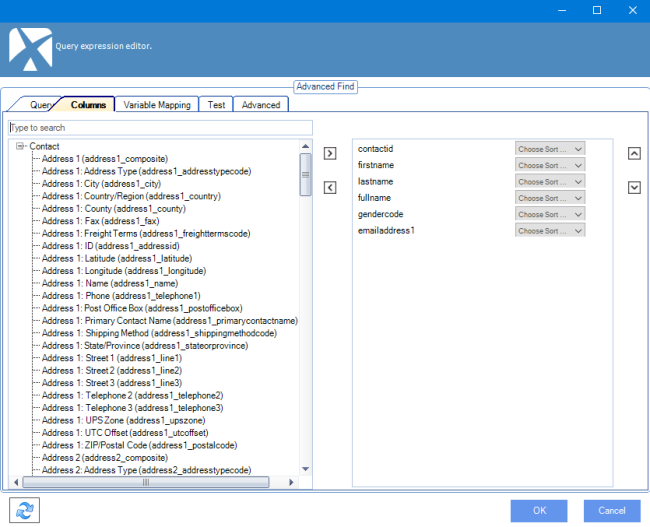 Query expression editor.
Advanced Find
Query Columns Variable Mapping Test Advanced
Type to search
Contact
Address 1 (address1_composite)
Address 1: Address Type (address1_addresstypecode)
Address 1: City (address1_city)
Address 1: Country/Region (address1_country)
Address 1: County (address1_county)
Address 1: Fax (address1_fax)
Address 1: Freight Terms (address1_freighttermscode)
Address 1: ID (address1_addressid)
Address 1: Latitude (address1_latitude)
Address 1: Longitude (address1_longitude)
Address 1: Name (address1_name)
Address 1: Phone (address1_telephone1)
Address 1: Post Office Box (address1_postofficebox)
Address 1: Primary Contact Name (address1_primarycontactname)
Address 1: Shipping Method (address1_shippingmethodcode)
Address 1: State/Province (address1_stateorprovince)
Address 1: Street 1 (address1_line1)
Address 1: Street 2 (address1_line2)
Address 1: Street 3 (address1_line3)
Address 1: Telephone 2 (address1_telephone2)
Address 1: Telephone 3 (address1_telephone3)
Address 1: UPS Zone (address1_upszone)
Address 1: UTC Offset (address1_utcoffset)
Address 1: ZIP/Postal Code (address1_postalcode)
Address 2 (address2_composite)
Address 2: Address Type (address2_addresstypecode)
contactid Choose Sort ...
firstname Choose Sort ...
lastname Choose Sort ...
fullname Choose Sort ...
gendercode Choose Sort ...
emailaddress1 Choose Sort ...
OK Cancel